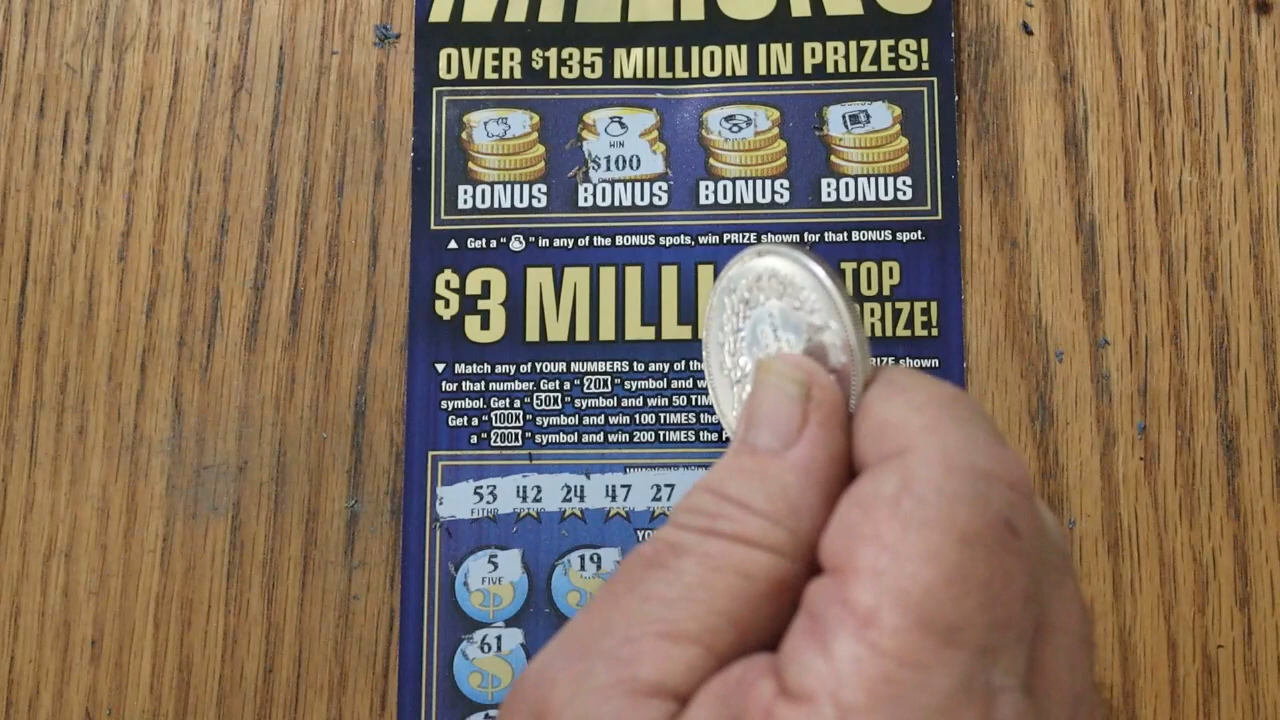 MILLIONS
OVER $135 MILLION IN PRIZES!
WIN
$100
BONUS BONUS BONUS BONUS
▲ Get a " " in any of the BONUS spots, win PRIZE shown for that BONUS spot.
$3 MILLI TOP
PRIZE!
▼ Match any of YOUR NUMBERS to any of the PRIZE shown
for that number. Get a "20X" symbol and w
symbol. Get a "50X" symbol and win 50 TIM
Get a "100X" symbol and win 100 TIMES the
a "200X" symbol and win 200 TIMES the P
53 42 24 47 27
YO
5 19
FIVE
61